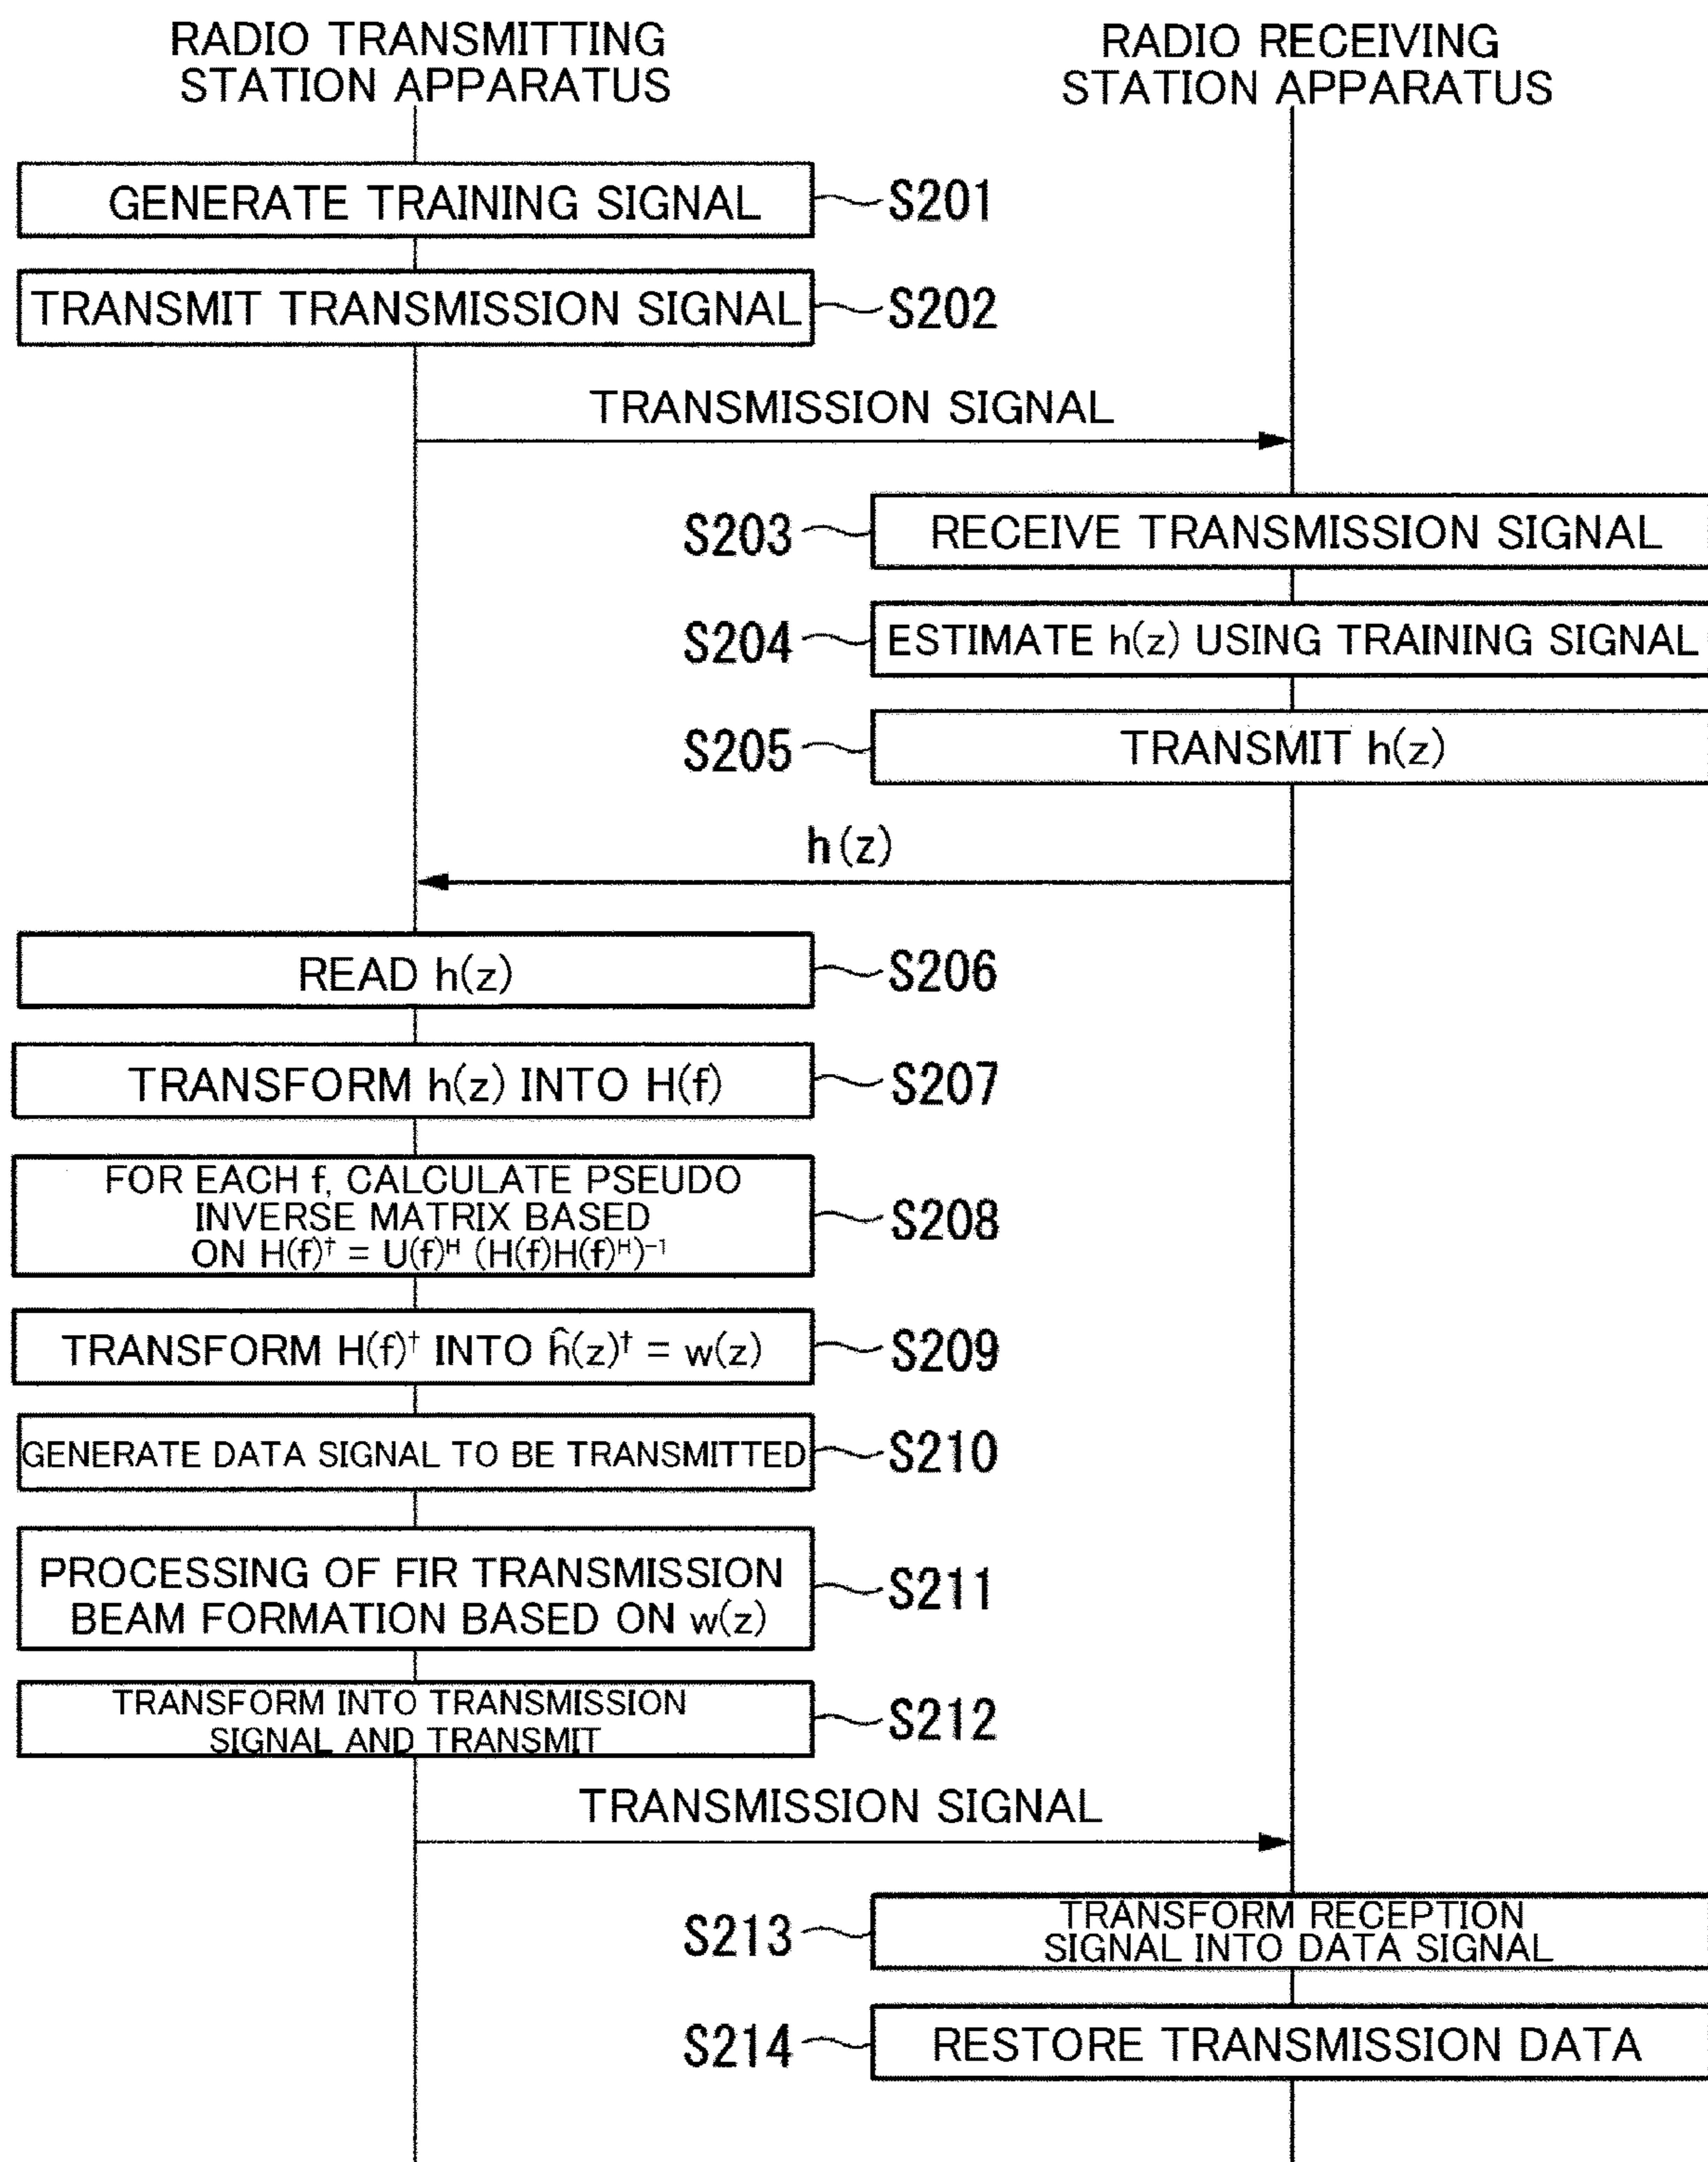 RADIO TRANSMITTING
STATION APPARATUS
RADIO RECEIVING
STATION APPARATUS
GENERATE TRAINING SIGNAL
S201
TRANSMIT TRANSMISSION SIGNAL
S202
TRANSMISSION SIGNAL
S203
RECEIVE TRANSMISSION SIGNAL
S204
ESTIMATE h(z) USING TRAINING SIGNAL
S205
TRANSMIT h(z)
h(z)
READ h(z)
S206
TRANSFORM h(z) INTO H(f)
S207
FOR EACH f, CALCULATE PSEUDO
INVERSE MATRIX BASED
ON H(f)† = U(f)ᴴ (H(f)H(f)ᴴ)⁻¹
S208
TRANSFORM H(f)† INTO ĥ(z)† = w(z)
S209
GENERATE DATA SIGNAL TO BE TRANSMITTED
S210
PROCESSING OF FIR TRANSMISSION
BEAM FORMATION BASED ON w(z)
S211
TRANSFORM INTO TRANSMISSION
SIGNAL AND TRANSMIT
S212
TRANSMISSION SIGNAL
S213
TRANSFORM RECEPTION
SIGNAL INTO DATA SIGNAL
S214
RESTORE TRANSMISSION DATA